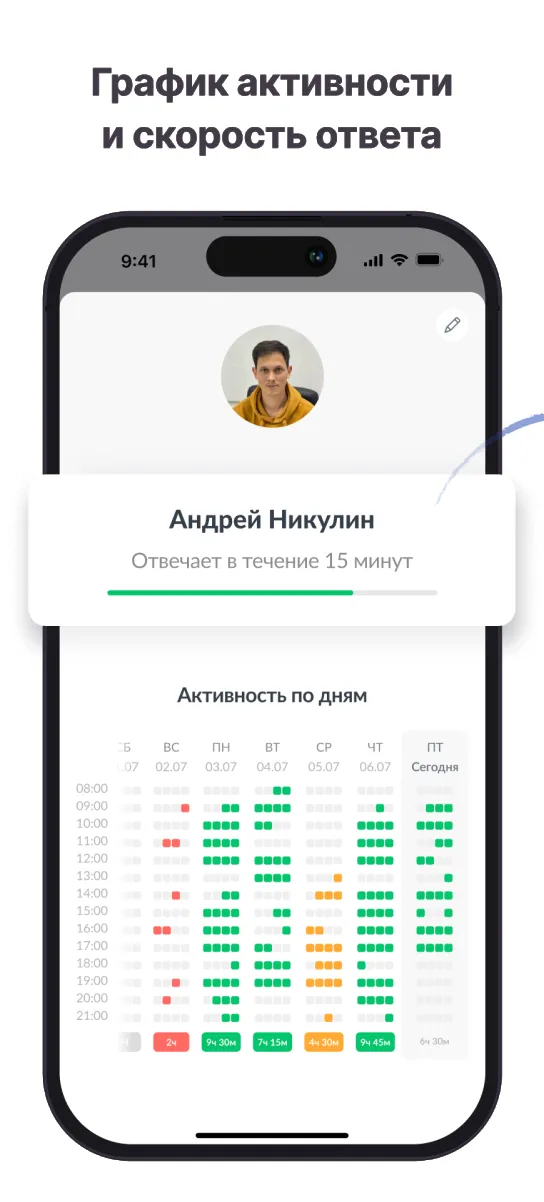 График активности
и скорость ответа
9:41
Андрей Никулин
Отвечает в течение 15 минут
Активность по дням
СБ ВС ПН ВТ СР ЧТ ПТ
.07 02.07 03.07 04.07 05.07 06.07 Сегодня
08:00
09:00
10:00
11:00
12:00
13:00
14:00
15:00
16:00
17:00
18:00
19:00
20:00
21:00
2ч 9ч 30м 7ч 15м 4ч 30м 9ч 45м 6ч 30м